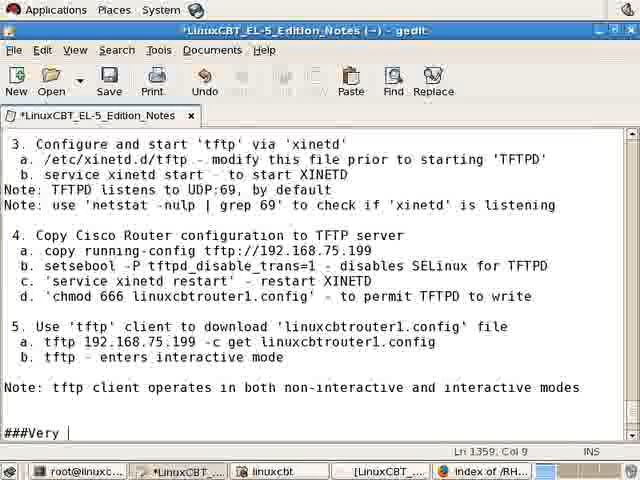 Applications Places System
*LinuxCBT_EL-5_Edition_Notes (~) - gedit
File Edit View Search Tools Documents Help
New Open Save Print Undo Paste Find Replace
*LinuxCBT_EL-5_Edition_Notes
3. Configure and start 'tftp' via 'xinetd'
a. /etc/xinetd.d/tftp - modify this file prior to starting 'TFTPD'
b. service xinetd start - to start XINETD
Note: TFTPD listens to UDP:69, by default
Note: use 'netstat -nulp | grep 69' to check if 'xinetd' is listening
4. Copy Cisco Router configuration to TFTP server
a. copy running-config tftp://192.168.75.199
b. setsebool -P tftpd_disable_trans=1 - disables SELinux for TFTPD
c. 'service xinetd restart' - restart XINETD
d. 'chmod 666 linuxcbtrouter1.config' - to permit TFTPD to write
5. Use 'tftp' client to download 'linuxcbtrouter1.config' file
a. tftp 192.168.75.199 -c get linuxcbtrouter1.config
b. tftp - enters interactive mode
Note: tftp client operates in both non-interactive and interactive modes
###Very
Ln 1359, Col 9 INS
root@linuxc... *LinuxCBT_... linuxcbt [LinuxCBT_... Index of /RH...